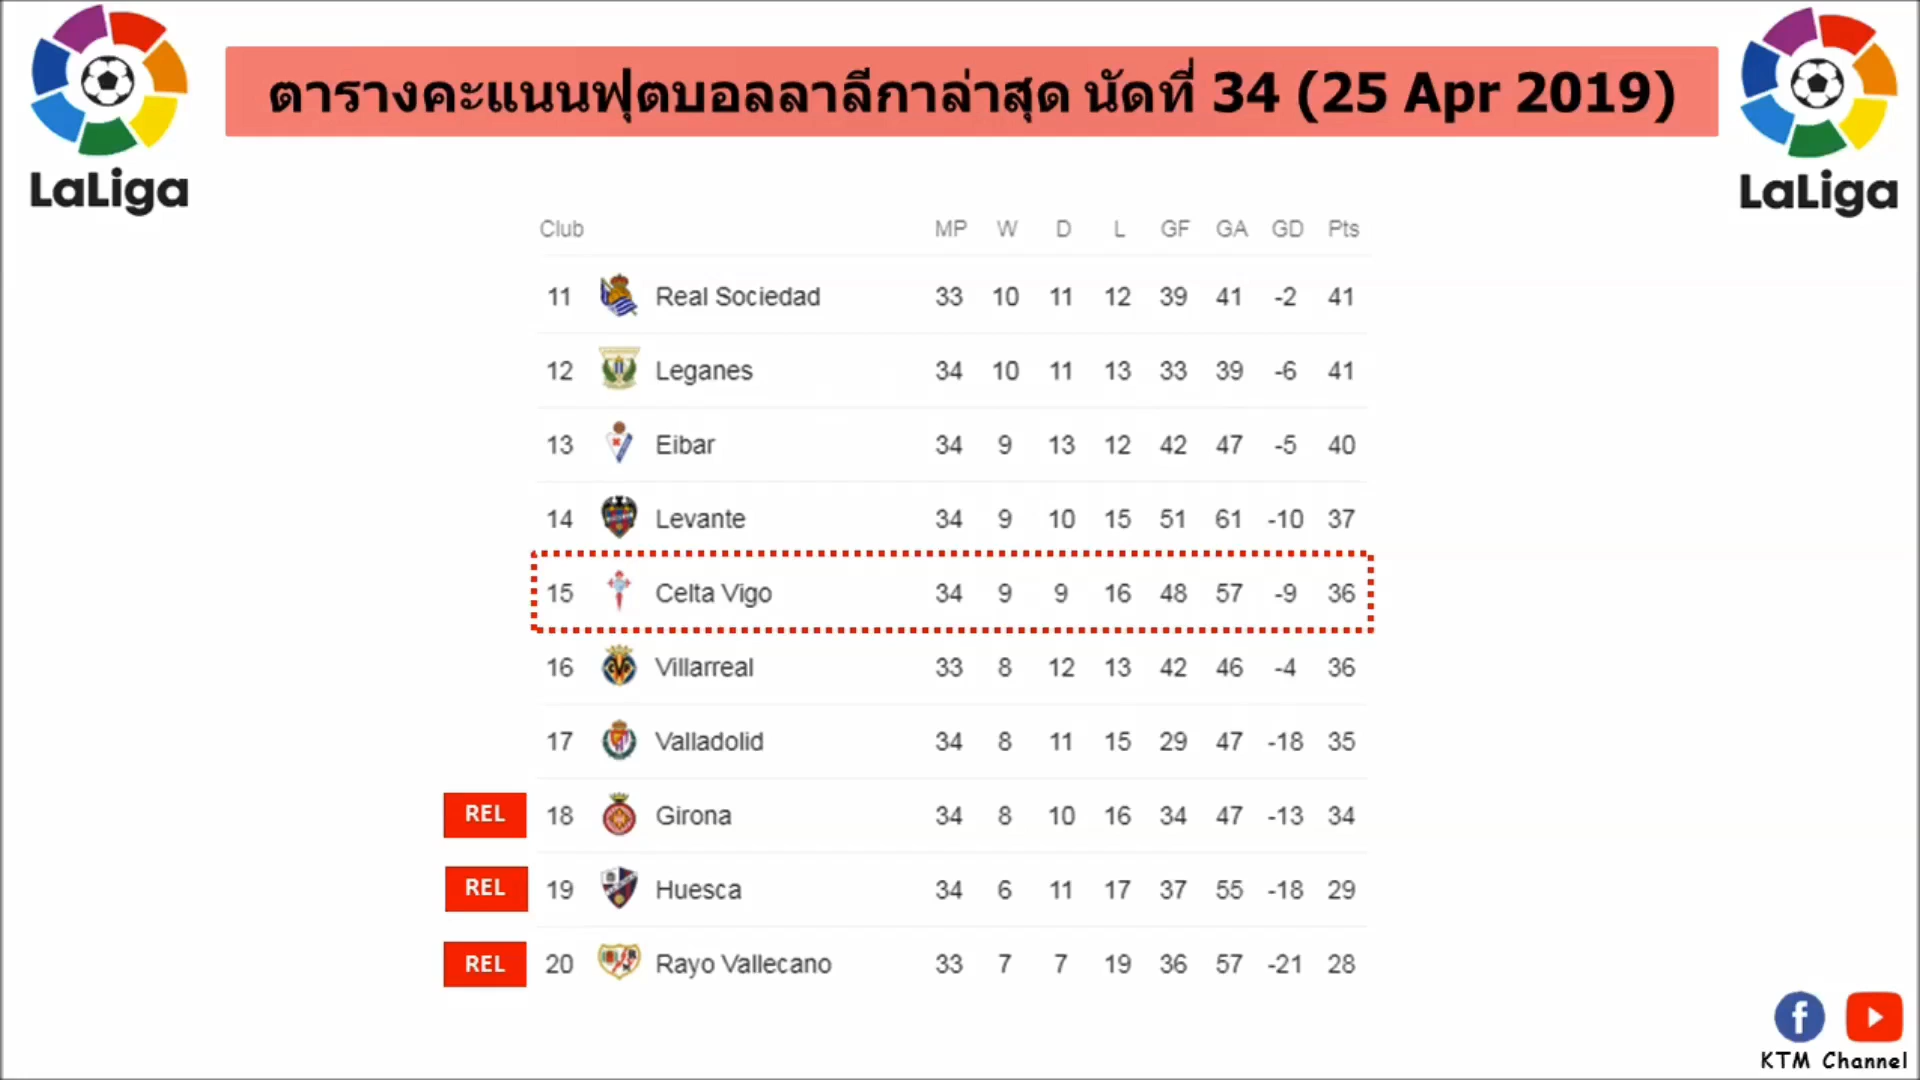 ตารางคะแนนฟุตบอลลาลีกาล่าสุด นัดที่ 34 (25 Apr 2019)
LaLiga
LaLiga
Club MP W D L GF GA GD Pts
11 Real Sociedad 33 10 11 12 39 41 -2 41
12 Leganes 34 10 11 13 33 39 -6 41
13 Eibar 34 9 13 12 42 47 -5 40
14 Levante 34 9 10 15 51 61 -10 37
15 Celta Vigo 34 9 9 16 48 57 -9 36
16 Villarreal 33 8 12 13 42 46 -4 36
17 Valladolid 34 8 11 15 29 47 -18 35
REL 18 Girona 34 8 10 16 34 47 -13 34
REL 19 Huesca 34 6 11 17 37 55 -18 29
REL 20 Rayo Vallecano 33 7 7 19 36 57 -21 28
KTM Channel